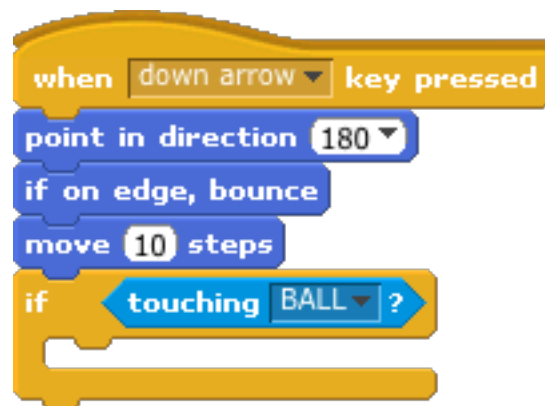 when down arrow key pressed
point in direction 180
if on edge, bounce
move 10 steps
if touching BALL ?